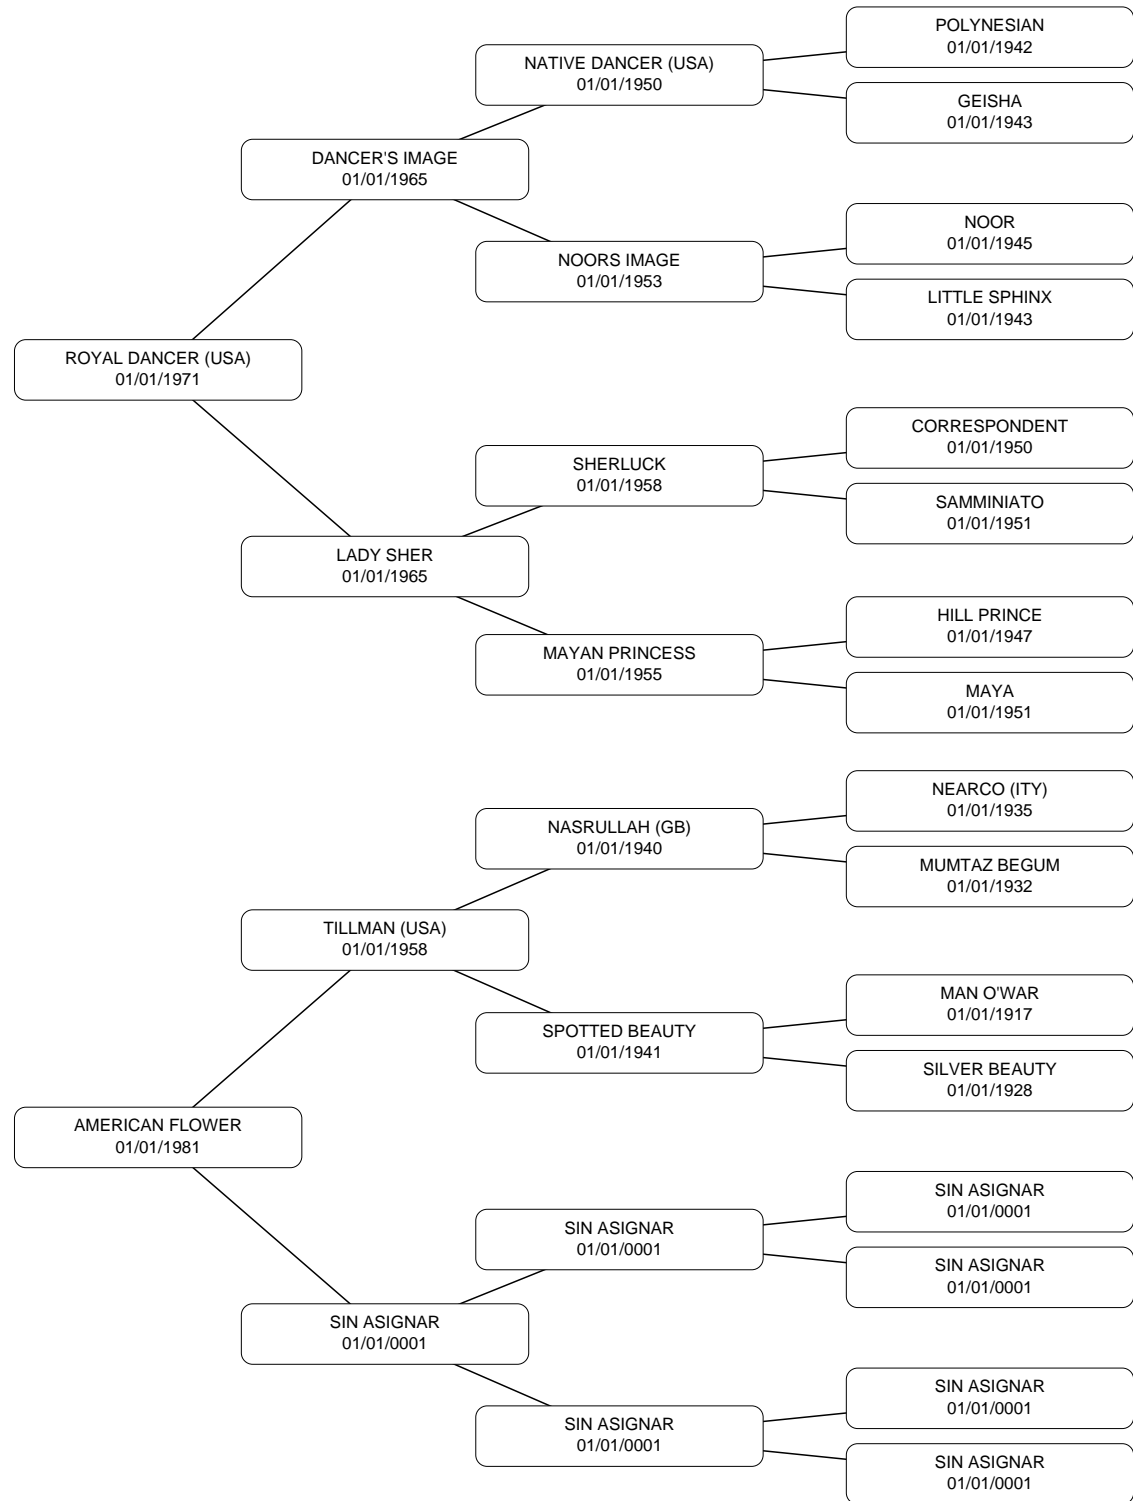 POLYNESIAN
01/01/1942
NATIVE DANCER (USA)
01/01/1950
GEISHA
01/01/1943
DANCER'S IMAGE
01/01/1965
NOOR
01/01/1945
NOORS IMAGE
01/01/1953
LITTLE SPHINX
01/01/1943
ROYAL DANCER (USA)
01/01/1971
CORRESPONDENT
01/01/1950
SHERLUCK
01/01/1958
SAMMINIATO
01/01/1951
LADY SHER
01/01/1965
HILL PRINCE
01/01/1947
MAYAN PRINCESS
01/01/1955
MAYA
01/01/1951
NEARCO (ITY)
01/01/1935
NASRULLAH (GB)
01/01/1940
MUMTAZ BEGUM
01/01/1932
TILLMAN (USA)
01/01/1958
MAN O'WAR
01/01/1917
SPOTTED BEAUTY
01/01/1941
SILVER BEAUTY
01/01/1928
AMERICAN FLOWER
01/01/1981
SIN ASIGNAR
01/01/0001
SIN ASIGNAR
01/01/0001
SIN ASIGNAR
01/01/0001
SIN ASIGNAR
01/01/0001
SIN ASIGNAR
01/01/0001
SIN ASIGNAR
01/01/0001
SIN ASIGNAR
01/01/0001